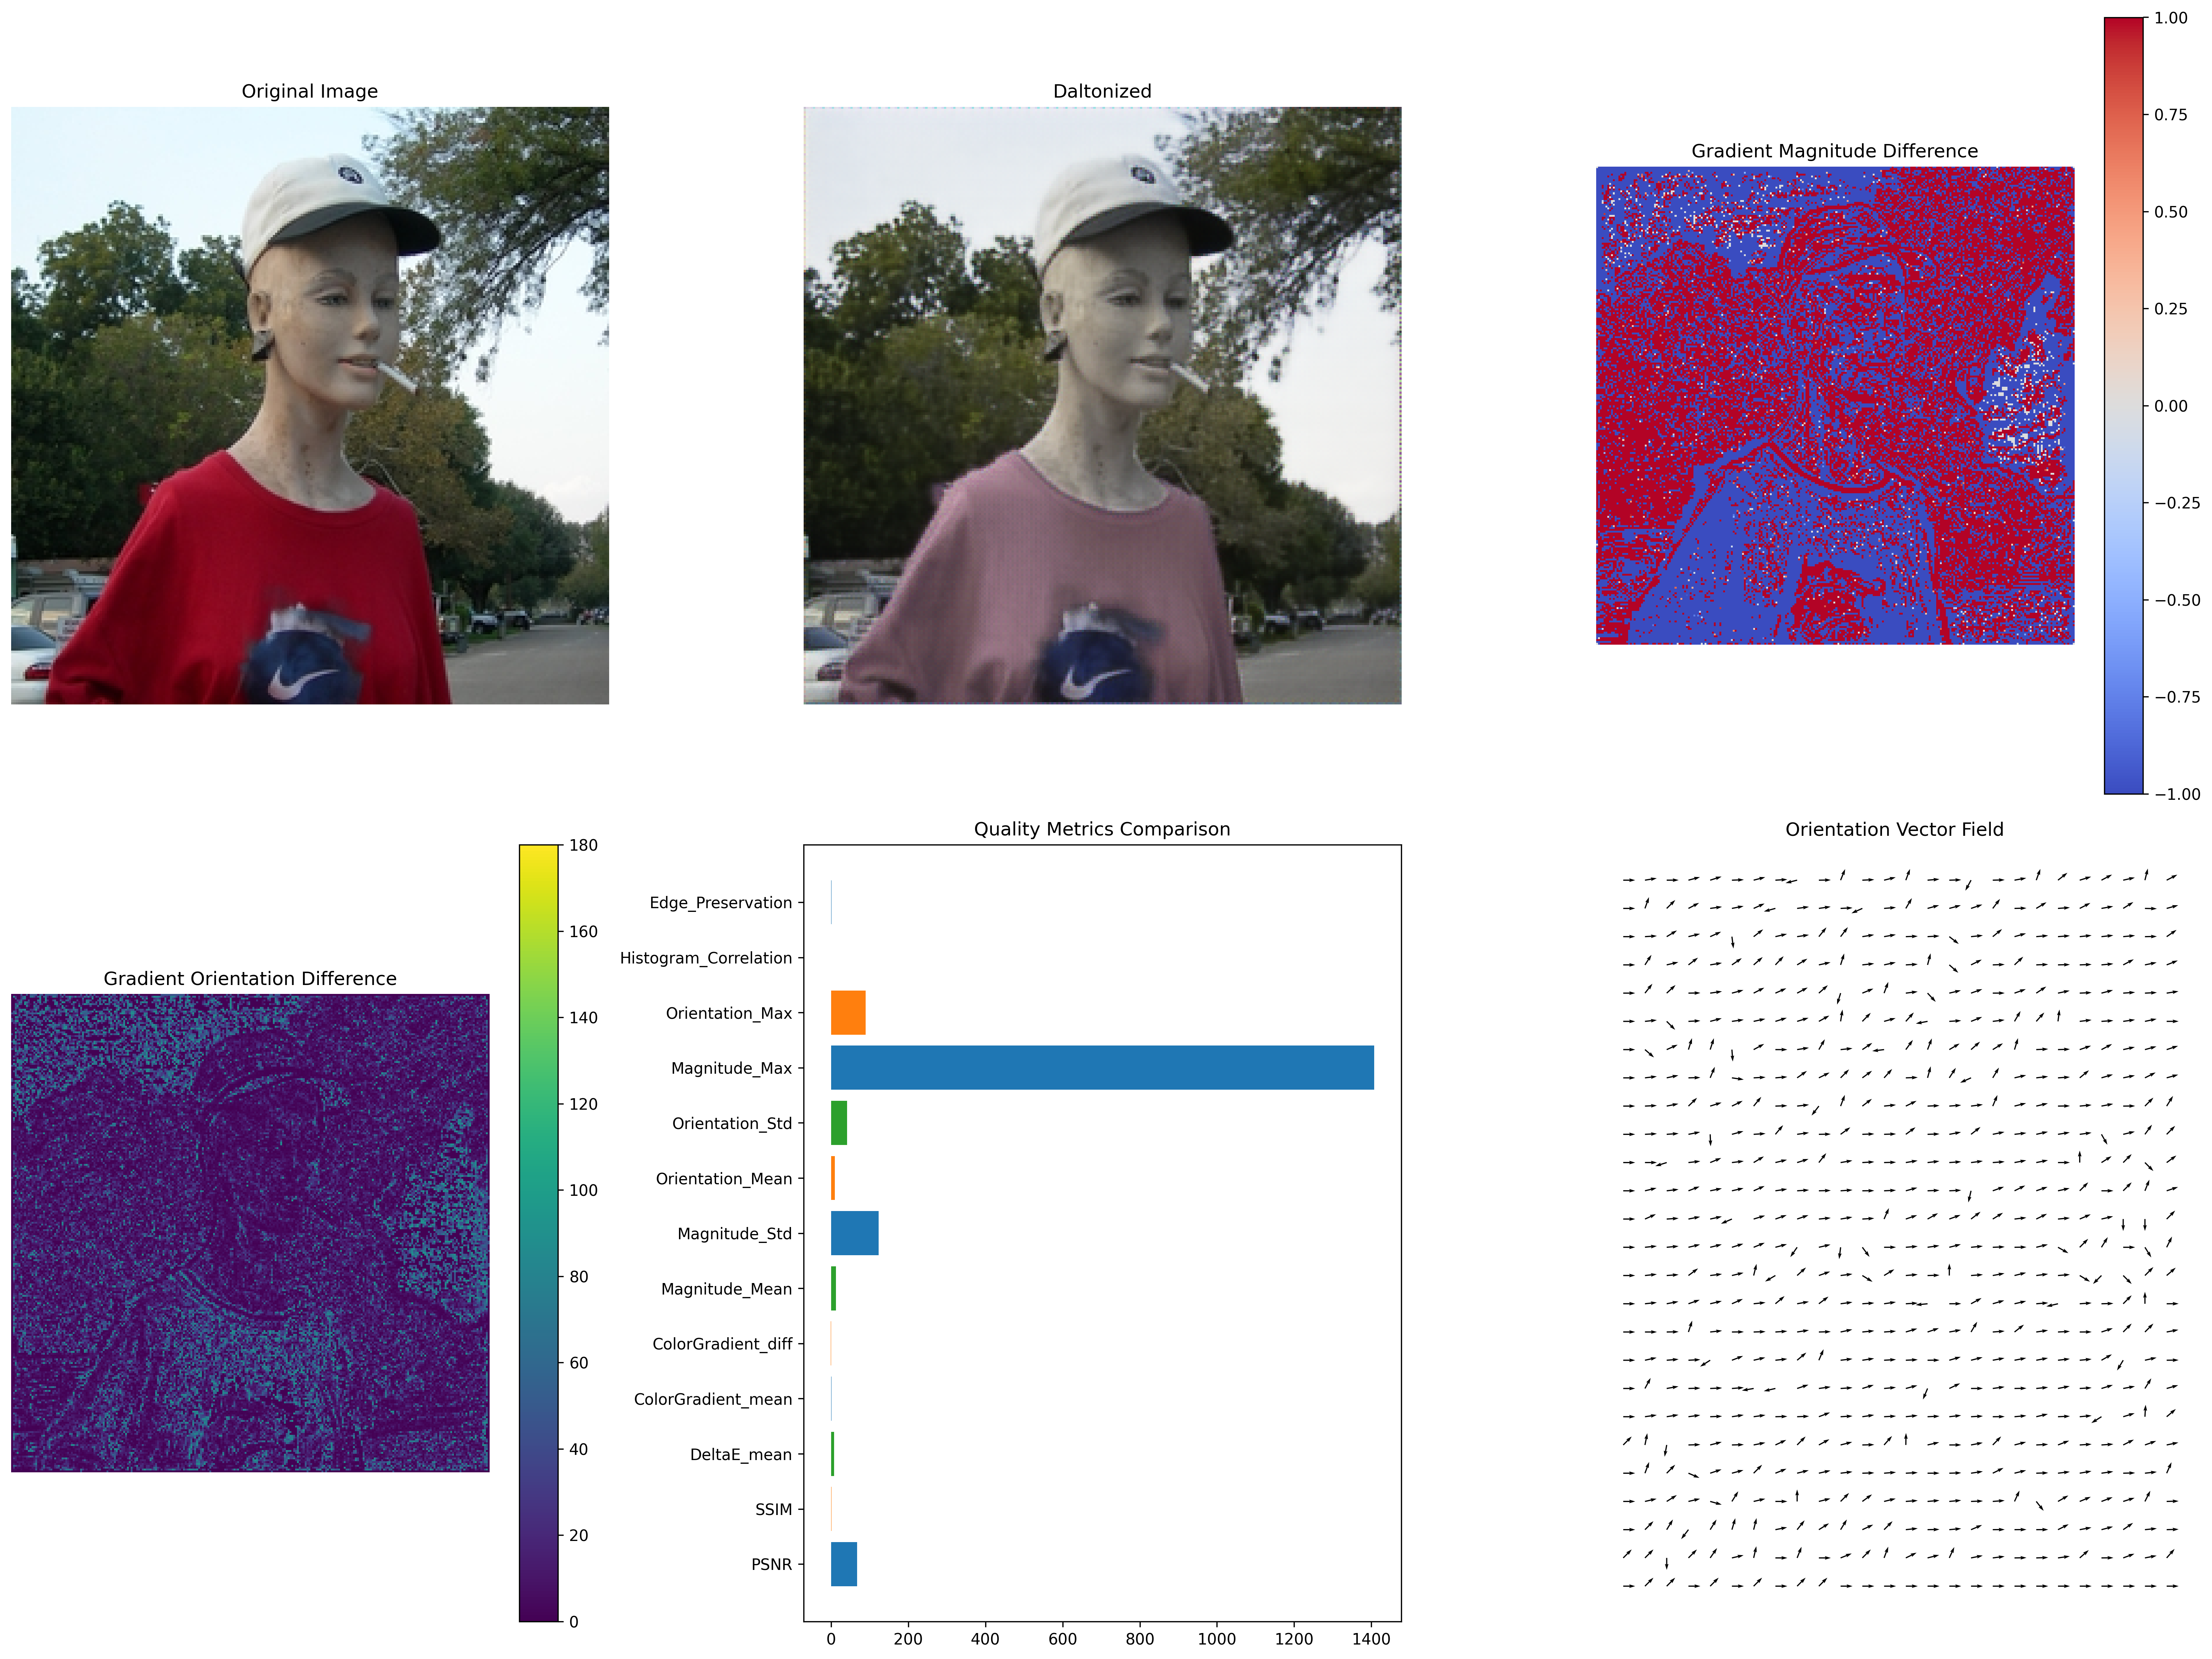 Original Image
Daltonized
Gradient Magnitude Difference
1.00
0.75
0.50
0.25
0.00
−0.25
−0.50
−0.75
−1.00
Gradient Orientation Difference
180
160
140
120
100
80
60
40
20
0
Quality Metrics Comparison
Edge_Preservation
Histogram_Correlation
Orientation_Max
Magnitude_Max
Orientation_Std
Orientation_Mean
Magnitude_Std
Magnitude_Mean
ColorGradient_diff
ColorGradient_mean
DeltaE_mean
SSIM
PSNR
0 200 400 600 800 1000 1200 1400
Orientation Vector Field